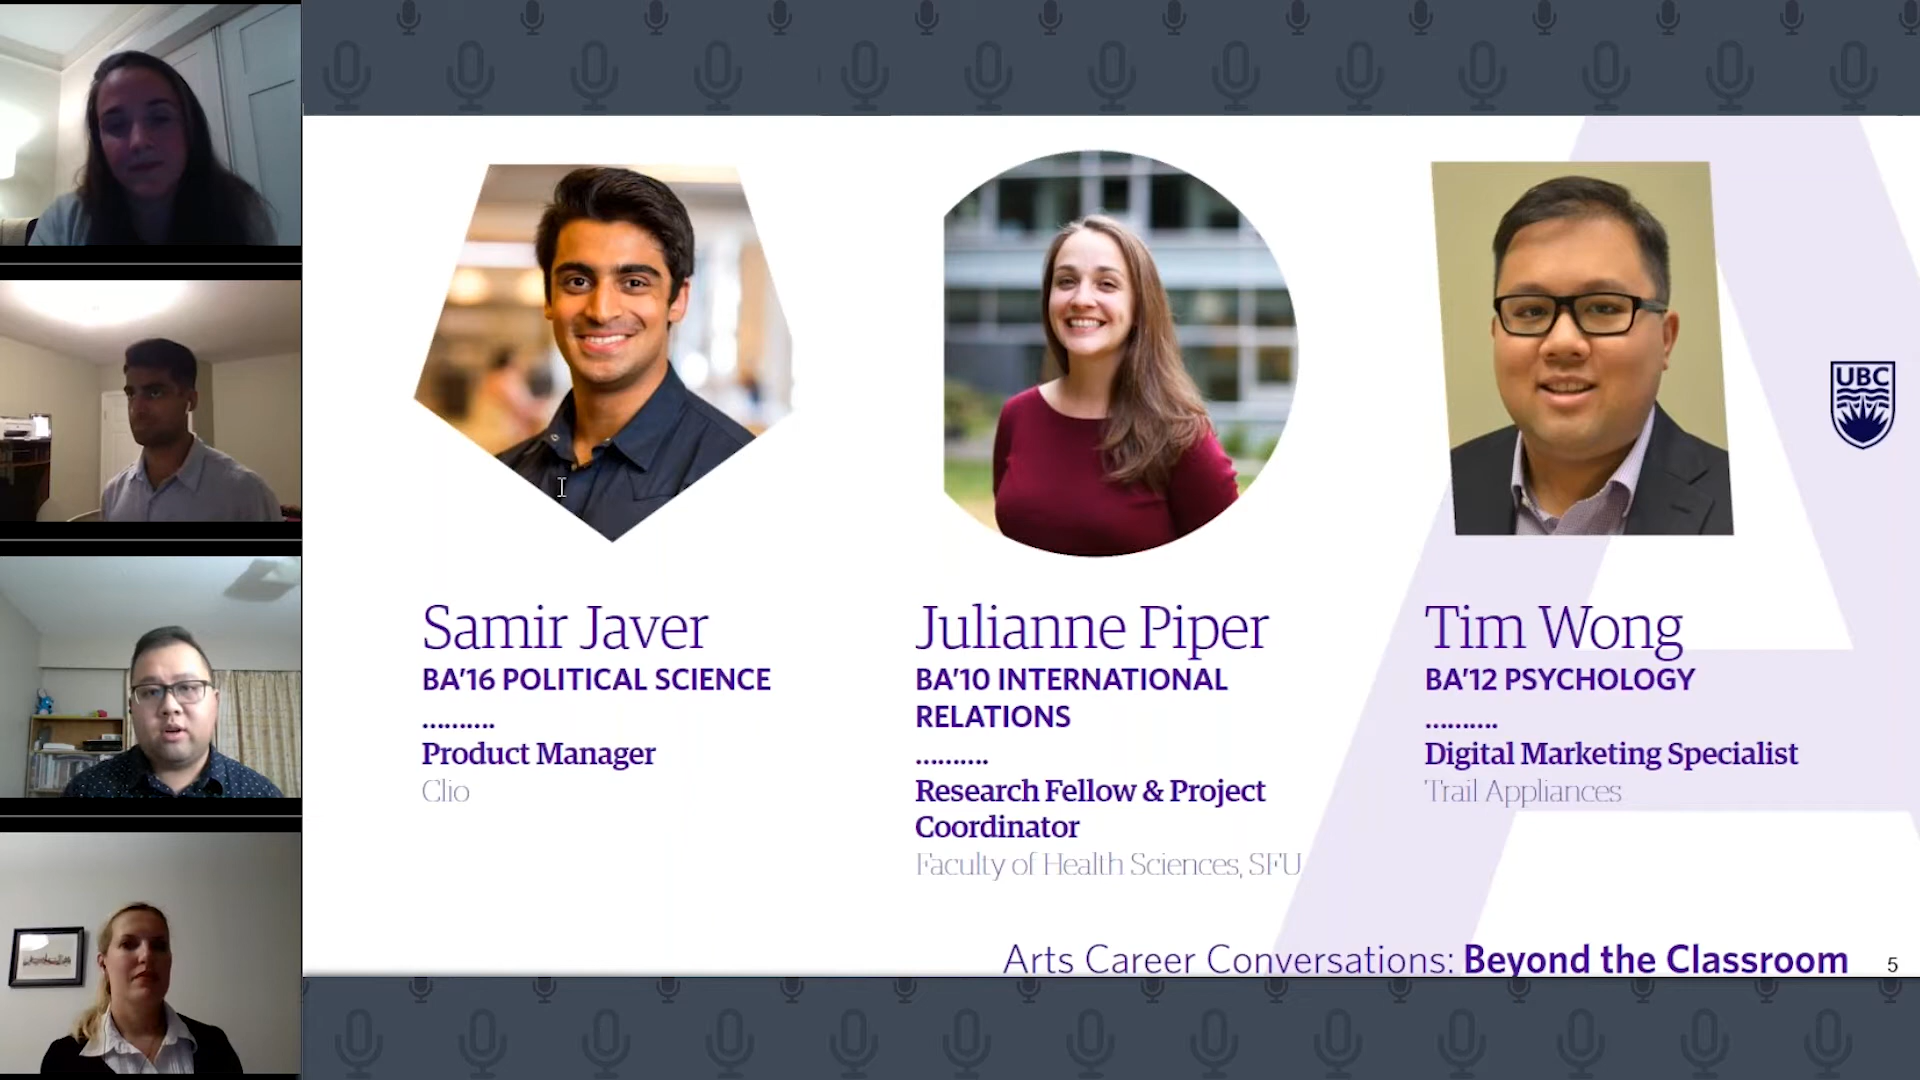 UBC
Samir Javer
BA'16 POLITICAL SCIENCE
..........
Product Manager
Clio
Julianne Piper
BA'10 INTERNATIONAL
RELATIONS
..........
Research Fellow & Project
Coordinator
Faculty of Health Sciences, SFU
Tim Wong
BA'12 PSYCHOLOGY
..........
Digital Marketing Specialist
Trail Appliances
Arts Career Conversations: Beyond the Classroom
5